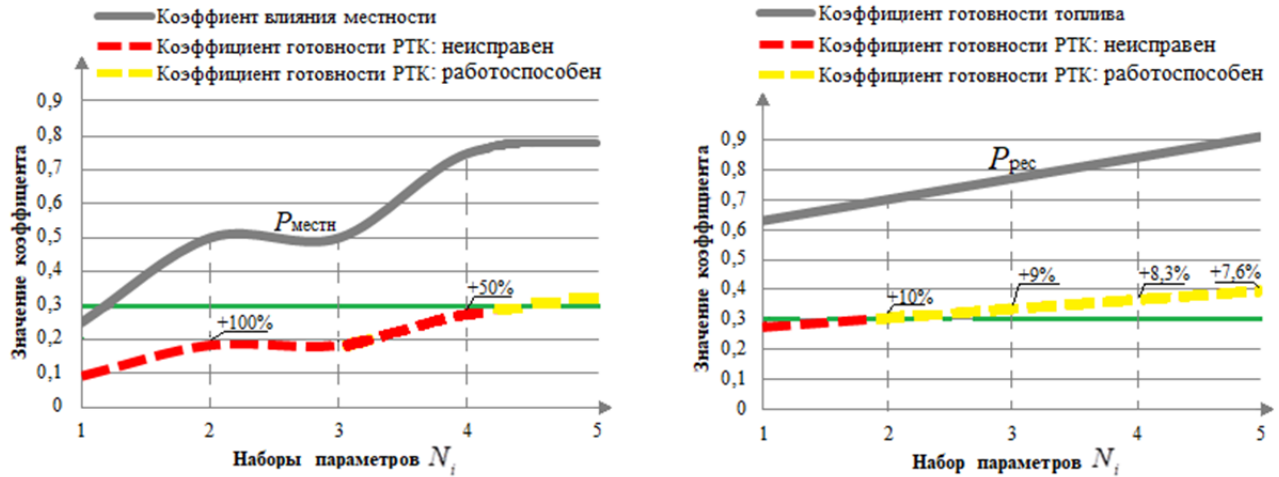 Коэффиент влияния местности
Коэффициент готовности РТК: неисправен
Коэффициент готовности РТК: работоспособен
Значение коэффицента
0,9
0,8
0,7
0,6
0,5
0,4
0,3
0,2
0,1
0
Pместн
+100%
+50%
1 2 3 4 5
Наборы параметров Ni
Коэффициент готовности топлива
Коэффициент готовности РТК: неисправен
Коэффициент готовности РТК: работоспособен
Значение коэффициента
0,9
0,8
0,7
0,6
0,5
0,4
0,3
0,2
0,1
0
Pрес
+10%
+9%
+8,3%
+7,6%
1 2 3 4 5
Набор параметров Ni